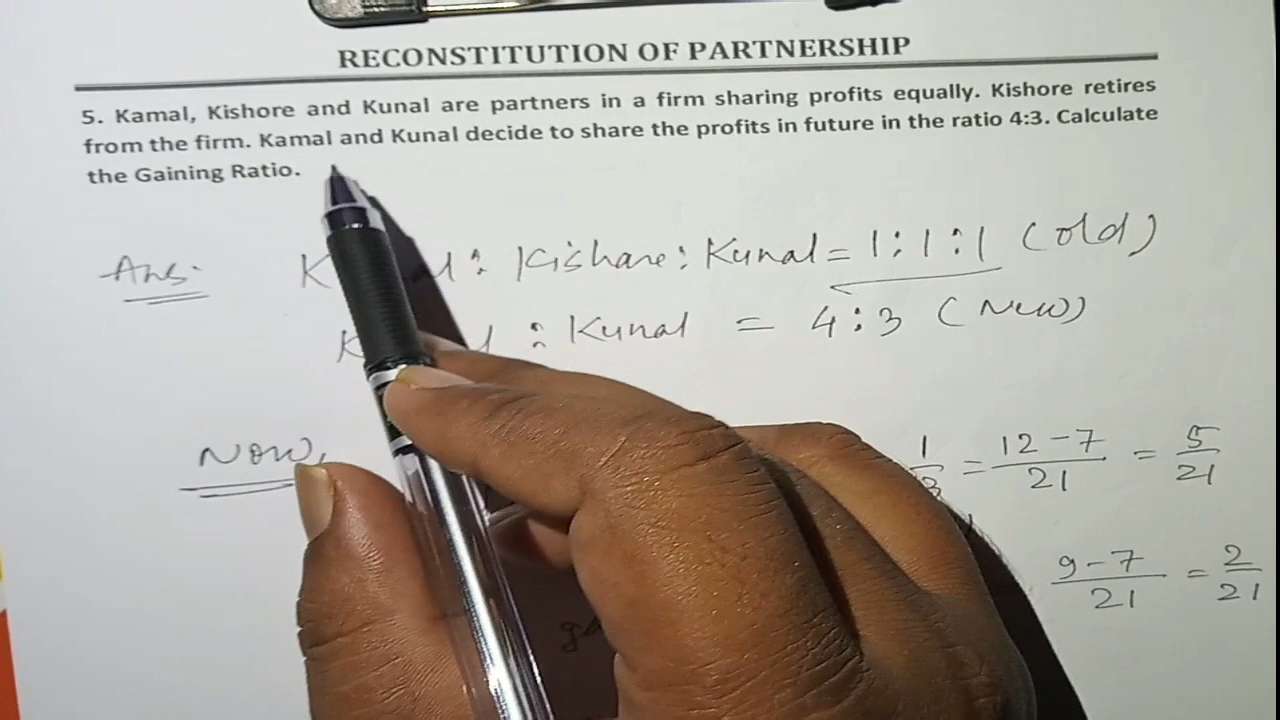 RECONSTITUTION OF PARTNERSHIP
5. Kamal, Kishore and Kunal are partners in a firm sharing profits equally. Kishore retires
from the firm. Kamal and Kunal decide to share the profits in future in the ratio 4:3. Calculate
the Gaining Ratio.
Ans. : Kishare : Kunal = 1:1:1 (old)
: Kunal = 4:3 (New)
Now, 1/3 = 12-7/21 = 5/21
9-7/21 = 2/21